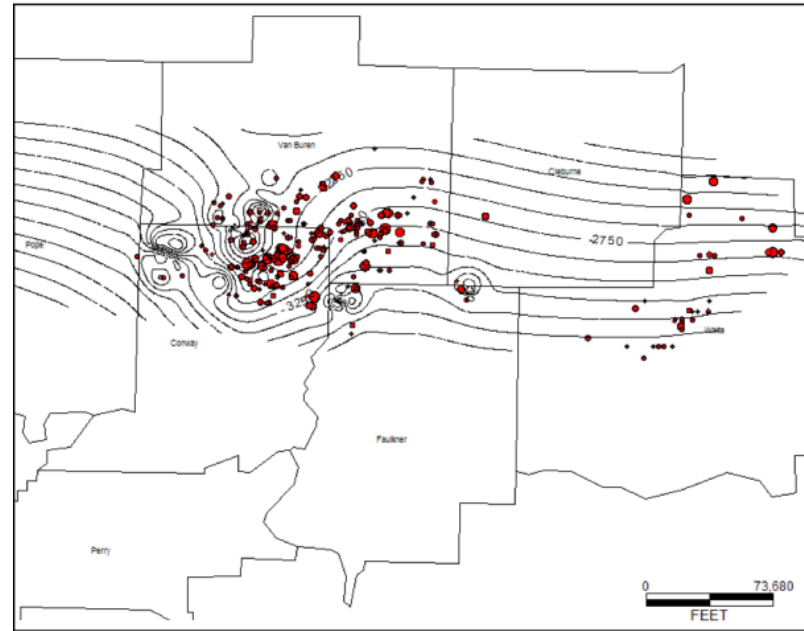 Van Buren
Cleburne
Pope
-2750
Conway
White
Faulkner
Perry
0 73,680
FEET